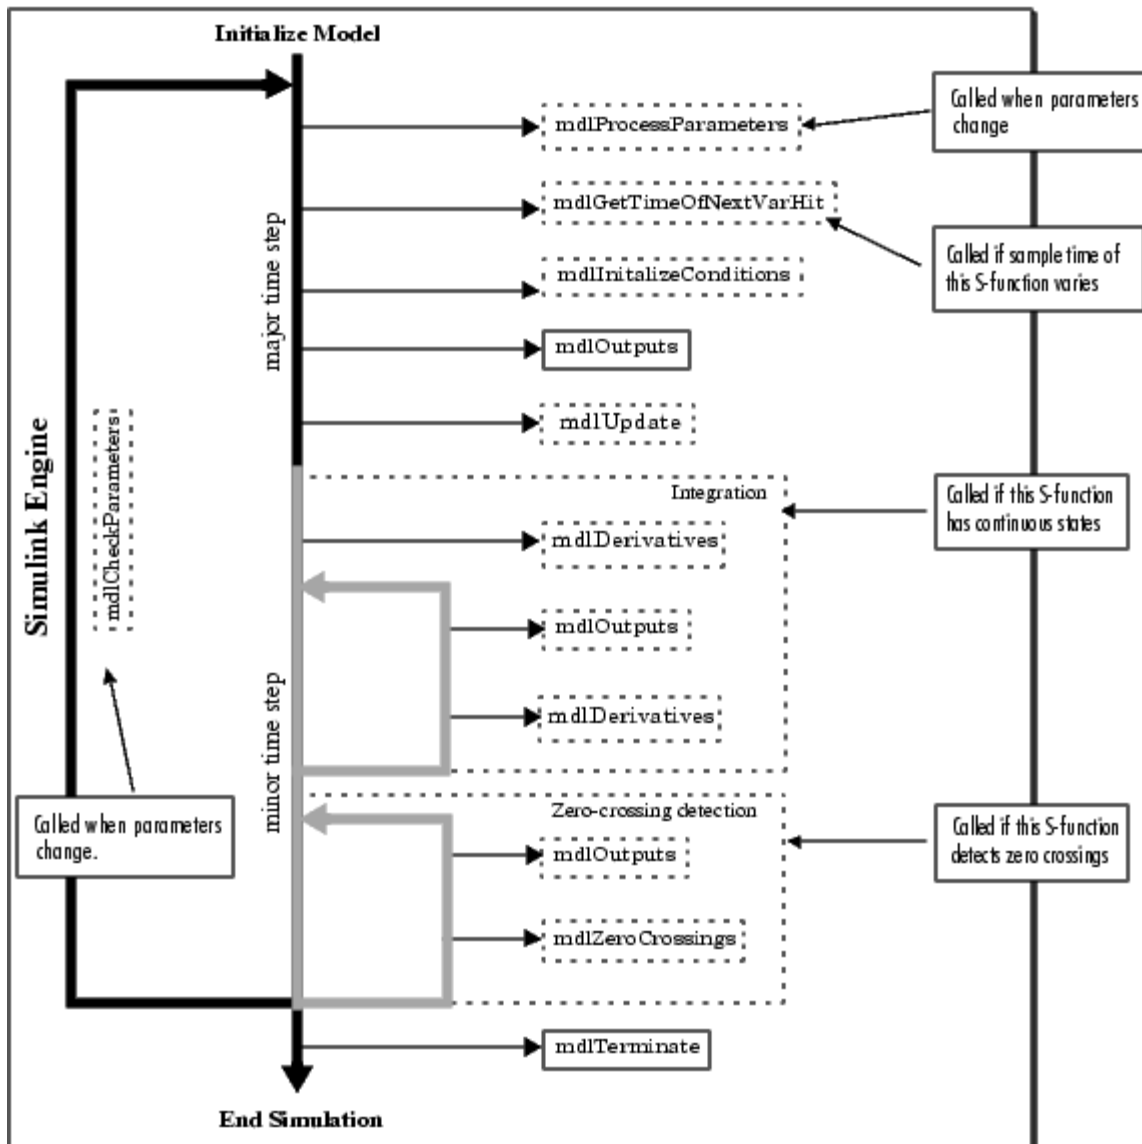 Initialize Model
Called when parameters
change
mdlProcessParameters
mdlGetTimeOfNextVarHit
Called if sample time of
this S-function varies
mdlInitalizeConditions
major time step
mdlOutputs
mdlUpdate
Simulink Engine
mdlCheckParameters
Integration
Called if this S-function
has continuous states
mdlDerivatives
mdlOutputs
mdlDerivatives
minor time step
Called when parameters
change.
Zero-crossing detection
Called if this S-function
detects zero crossings
mdlOutputs
mdlZeroCrossings
mdlTerminate
End Simulation